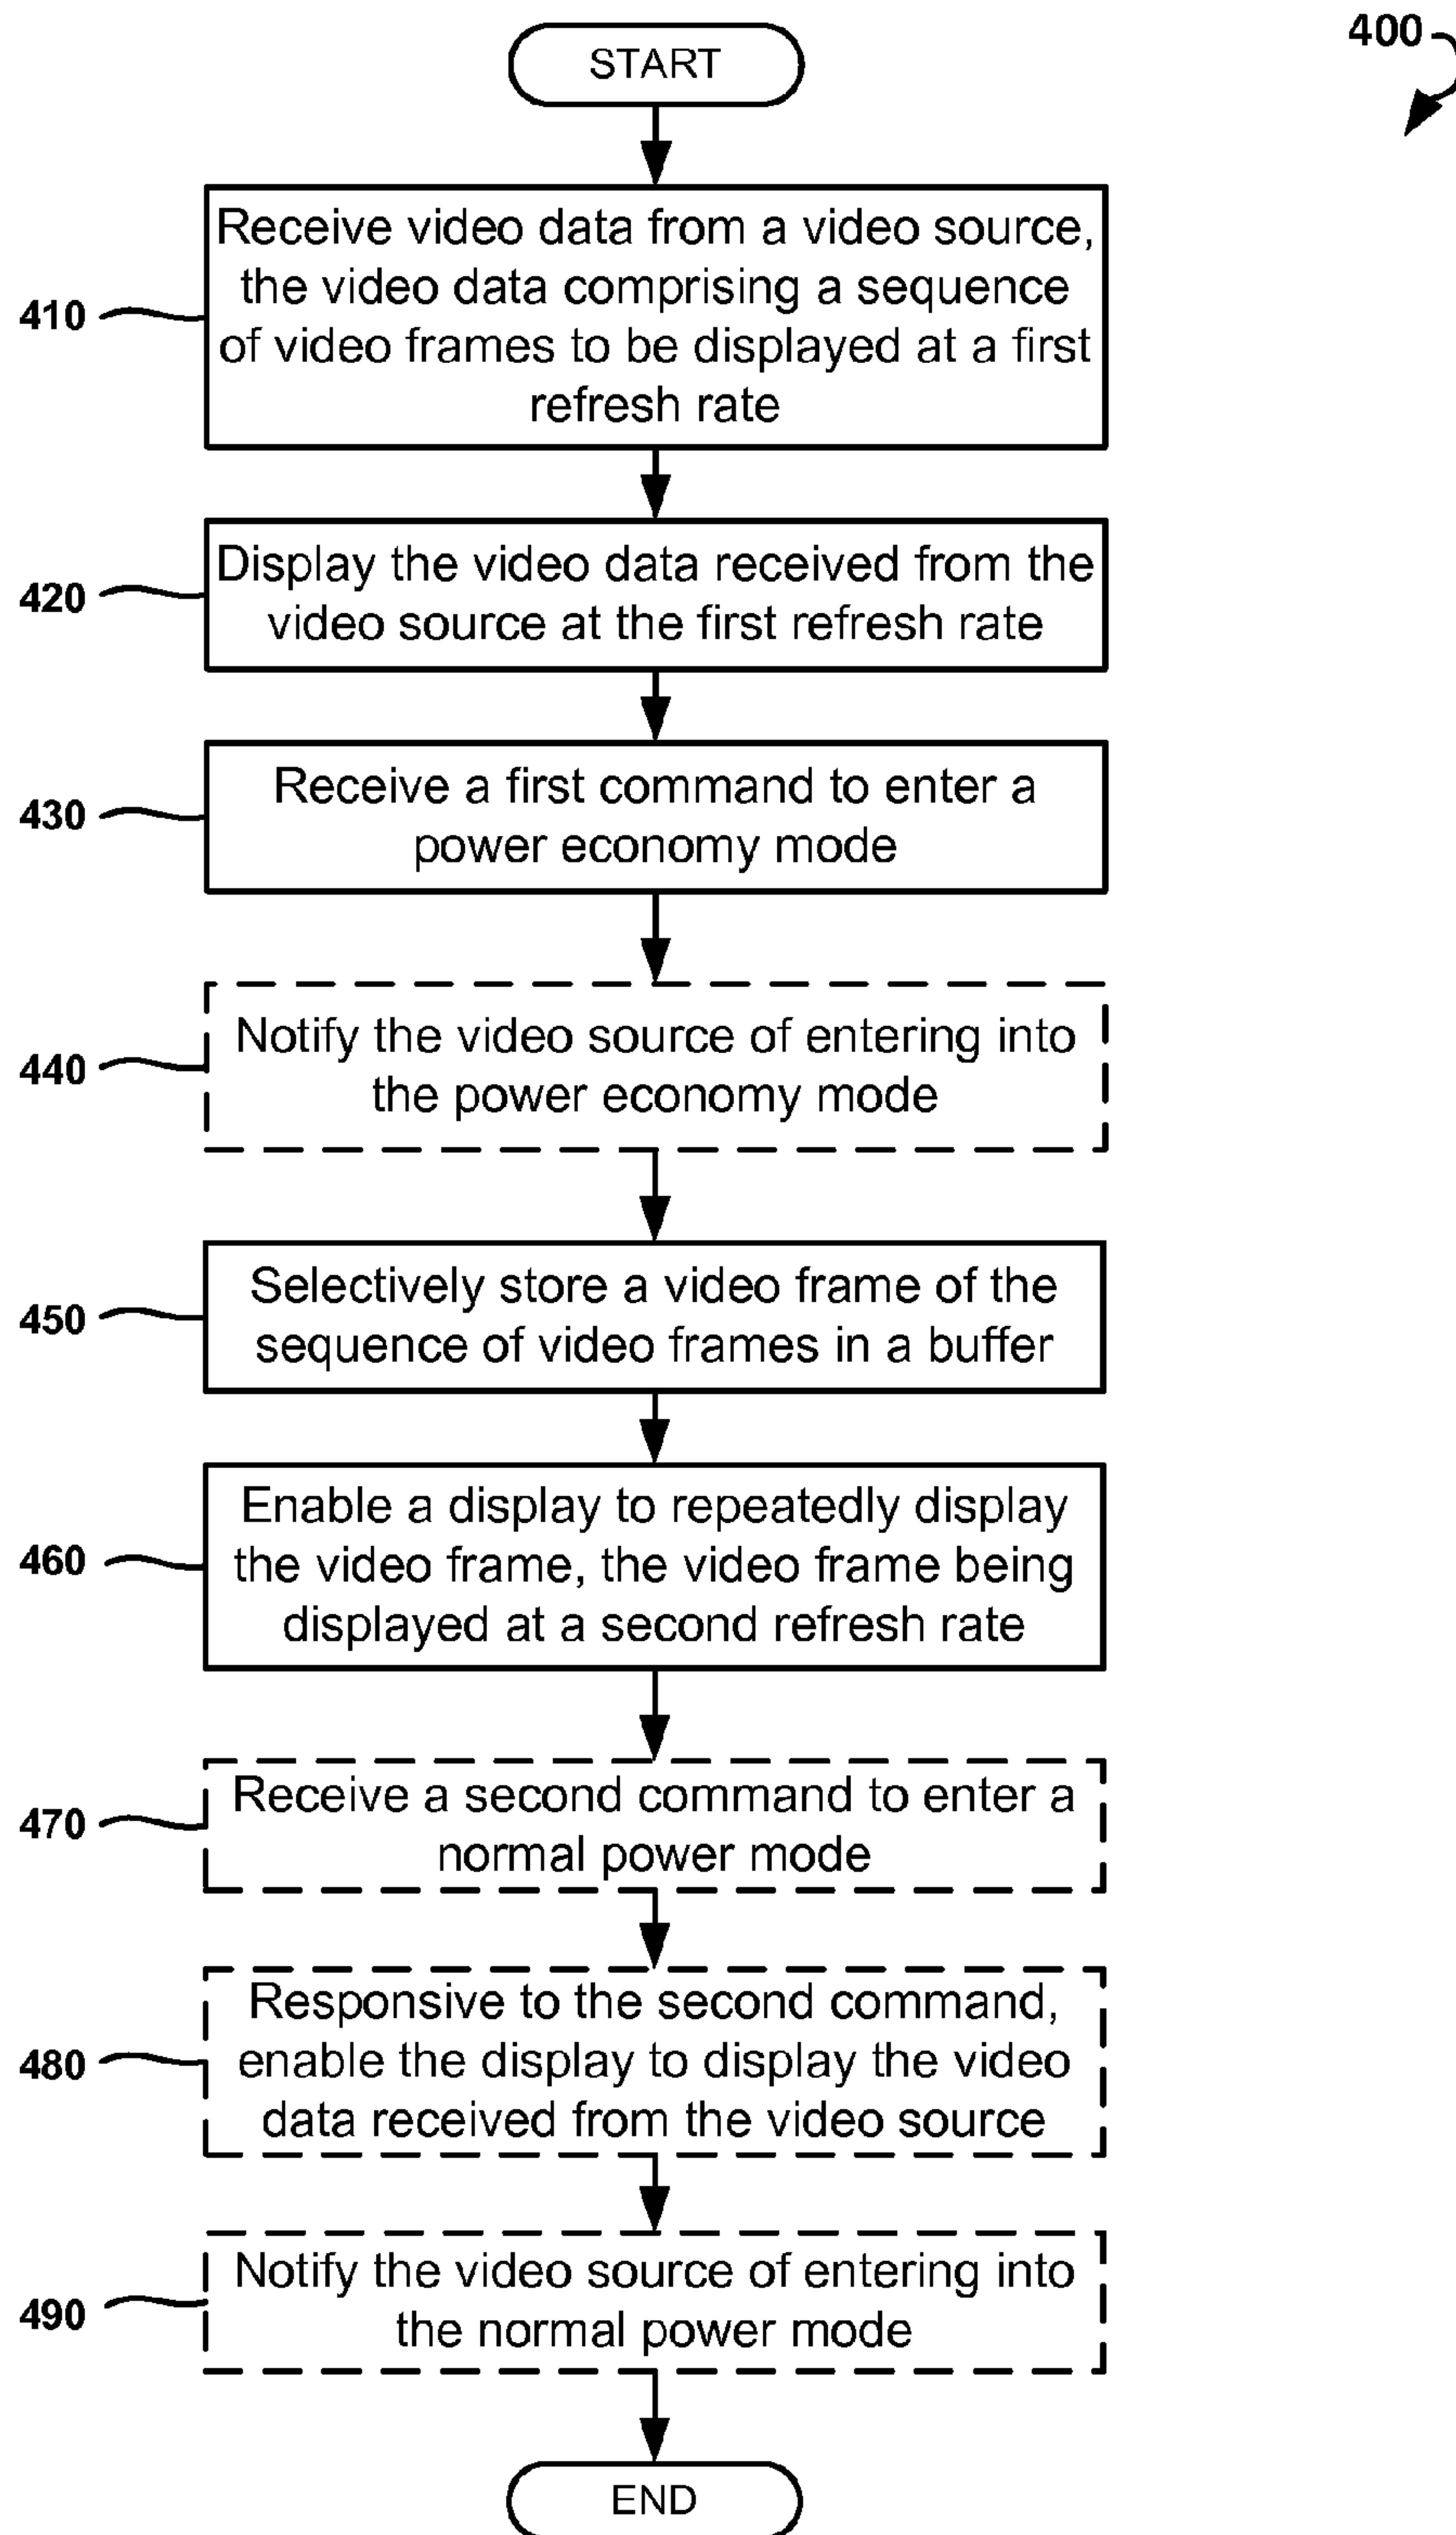 400
START
410
Receive video data from a video source,
the video data comprising a sequence
of video frames to be displayed at a first
refresh rate
420
Display the video data received from the
video source at the first refresh rate
430
Receive a first command to enter a
power economy mode
440
Notify the video source of entering into
the power economy mode
450
Selectively store a video frame of the
sequence of video frames in a buffer
460
Enable a display to repeatedly display
the video frame, the video frame being
displayed at a second refresh rate
470
Receive a second command to enter a
normal power mode
480
Responsive to the second command,
enable the display to display the video
data received from the video source
490
Notify the video source of entering into
the normal power mode
END